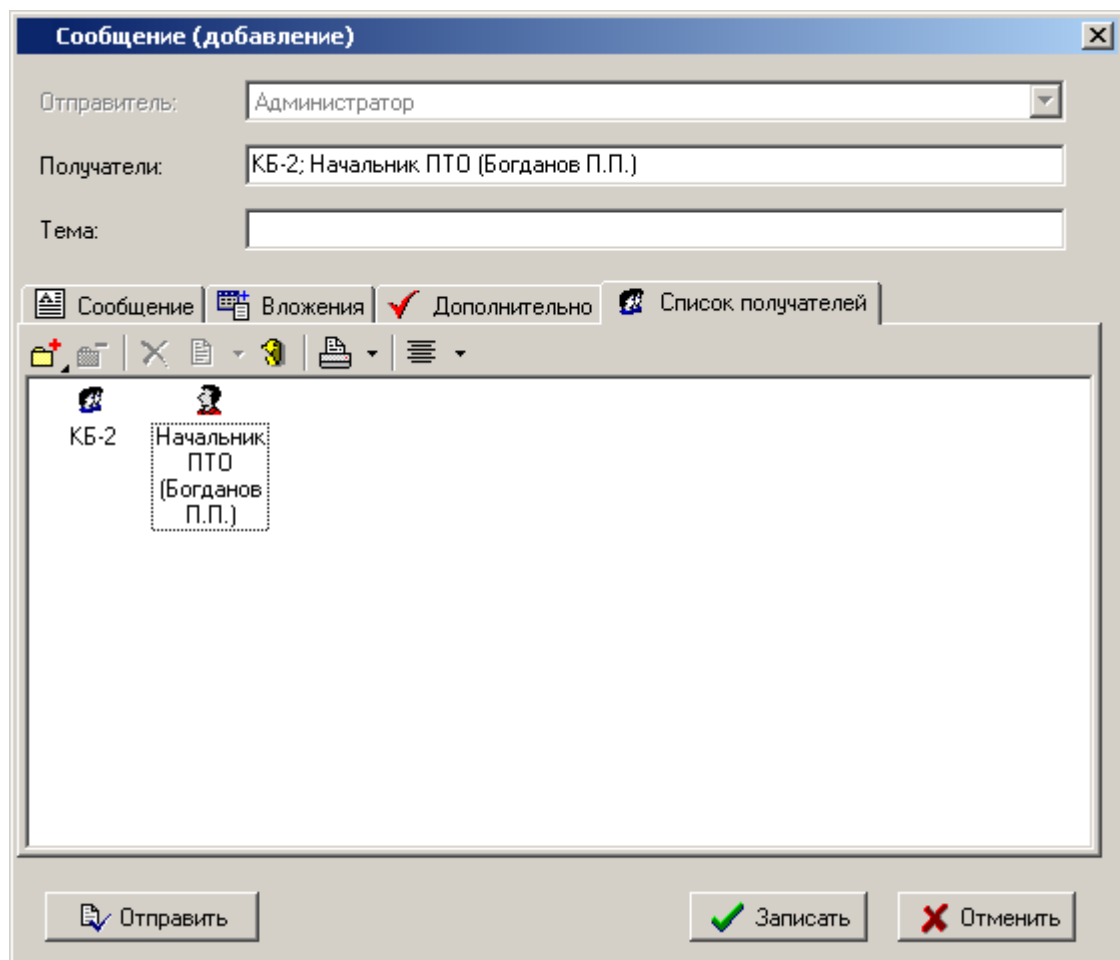 Сообщение (добавление)
Отправитель: Администратор
Получатели: КБ-2; Начальник ПТО (Богданов П.П.)
Тема:
Сообщение Вложения Дополнительно Список получателей
КБ-2
Начальник
ПТО
(Богданов
П.П.)
Отправить Записать Отменить